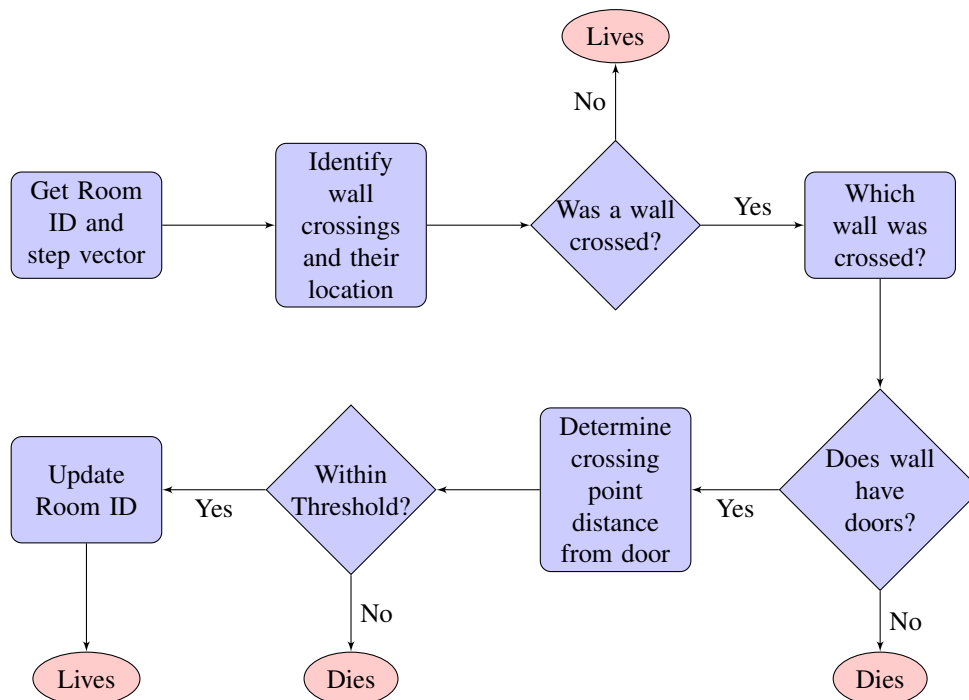 Lives
No
Get Room
ID and
step vector
Identify
wall
crossings
and their
location
Was a wall
crossed?
Yes
Which
wall was
crossed?
Does wall
have
doors?
Yes
No
Dies
Determine
crossing
point
distance
from door
Within
Threshold?
Yes
No
Dies
Update
Room ID
Lives